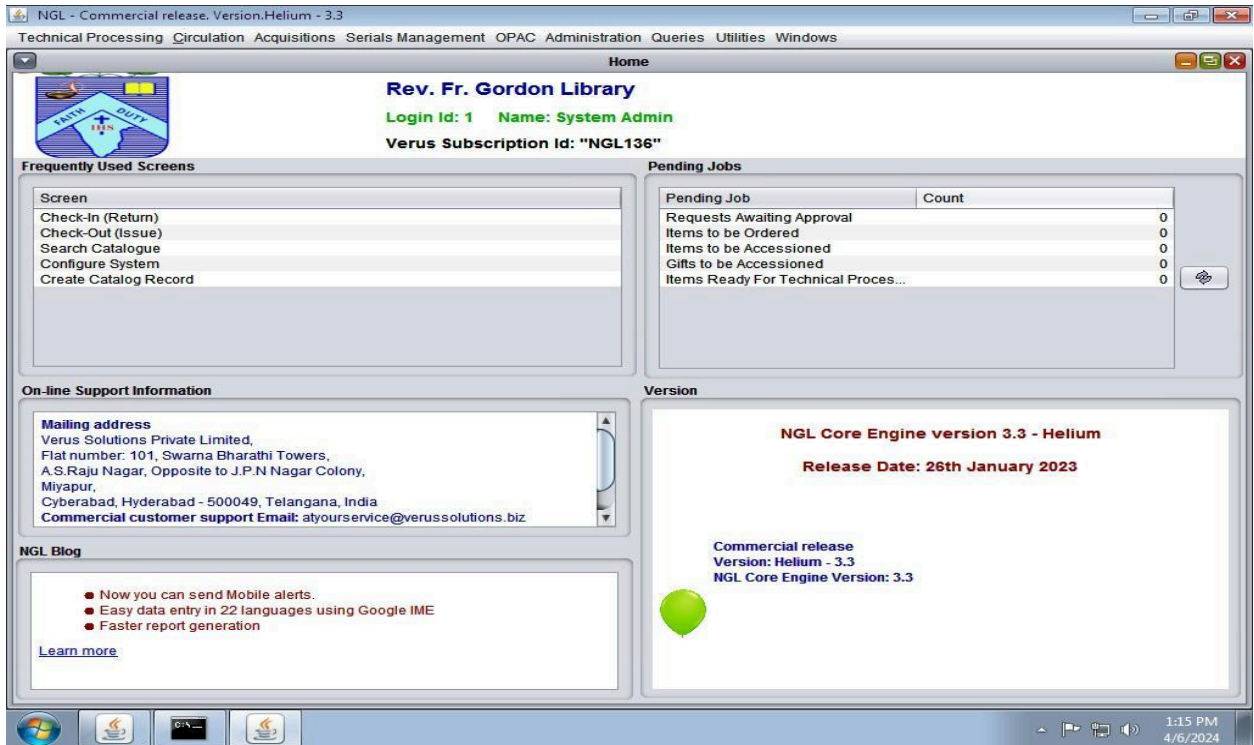 NGL - Commercial release. Version.Helium - 3.3
Technical Processing Circulation Acquisitions Serials Management OPAC Administration Queries Utilities Windows
Home
FAITH DUTY
IHS
Rev. Fr. Gordon Library
Login Id: 1 Name: System Admin
Verus Subscription Id: "NGL136"
Frequently Used Screens
Screen
Check-In (Return)
Check-Out (Issue)
Search Catalogue
Configure System
Create Catalog Record
Pending Jobs
Pending Job Count
Requests Awaiting Approval 0
Items to be Ordered 0
Items to be Accessioned 0
Gifts to be Accessioned 0
Items Ready For Technical Proces... 0
On-line Support Information
Mailing address
Verus Solutions Private Limited,
Flat number: 101, Swarna Bharathi Towers,
A.S.Raju Nagar, Opposite to J.P.N Nagar Colony,
Miyapur,
Cyberabad, Hyderabad - 500049, Telangana, India
Commercial customer support Email: atyourservice@verussolutions.biz
Version
NGL Core Engine version 3.3 - Helium
Release Date: 26th January 2023
Commercial release
Version: Helium - 3.3
NGL Core Engine Version: 3.3
NGL Blog
Now you can send Mobile alerts.
Easy data entry in 22 languages using Google IME
Faster report generation
Learn more
C:\_
1:15 PM
4/6/2024